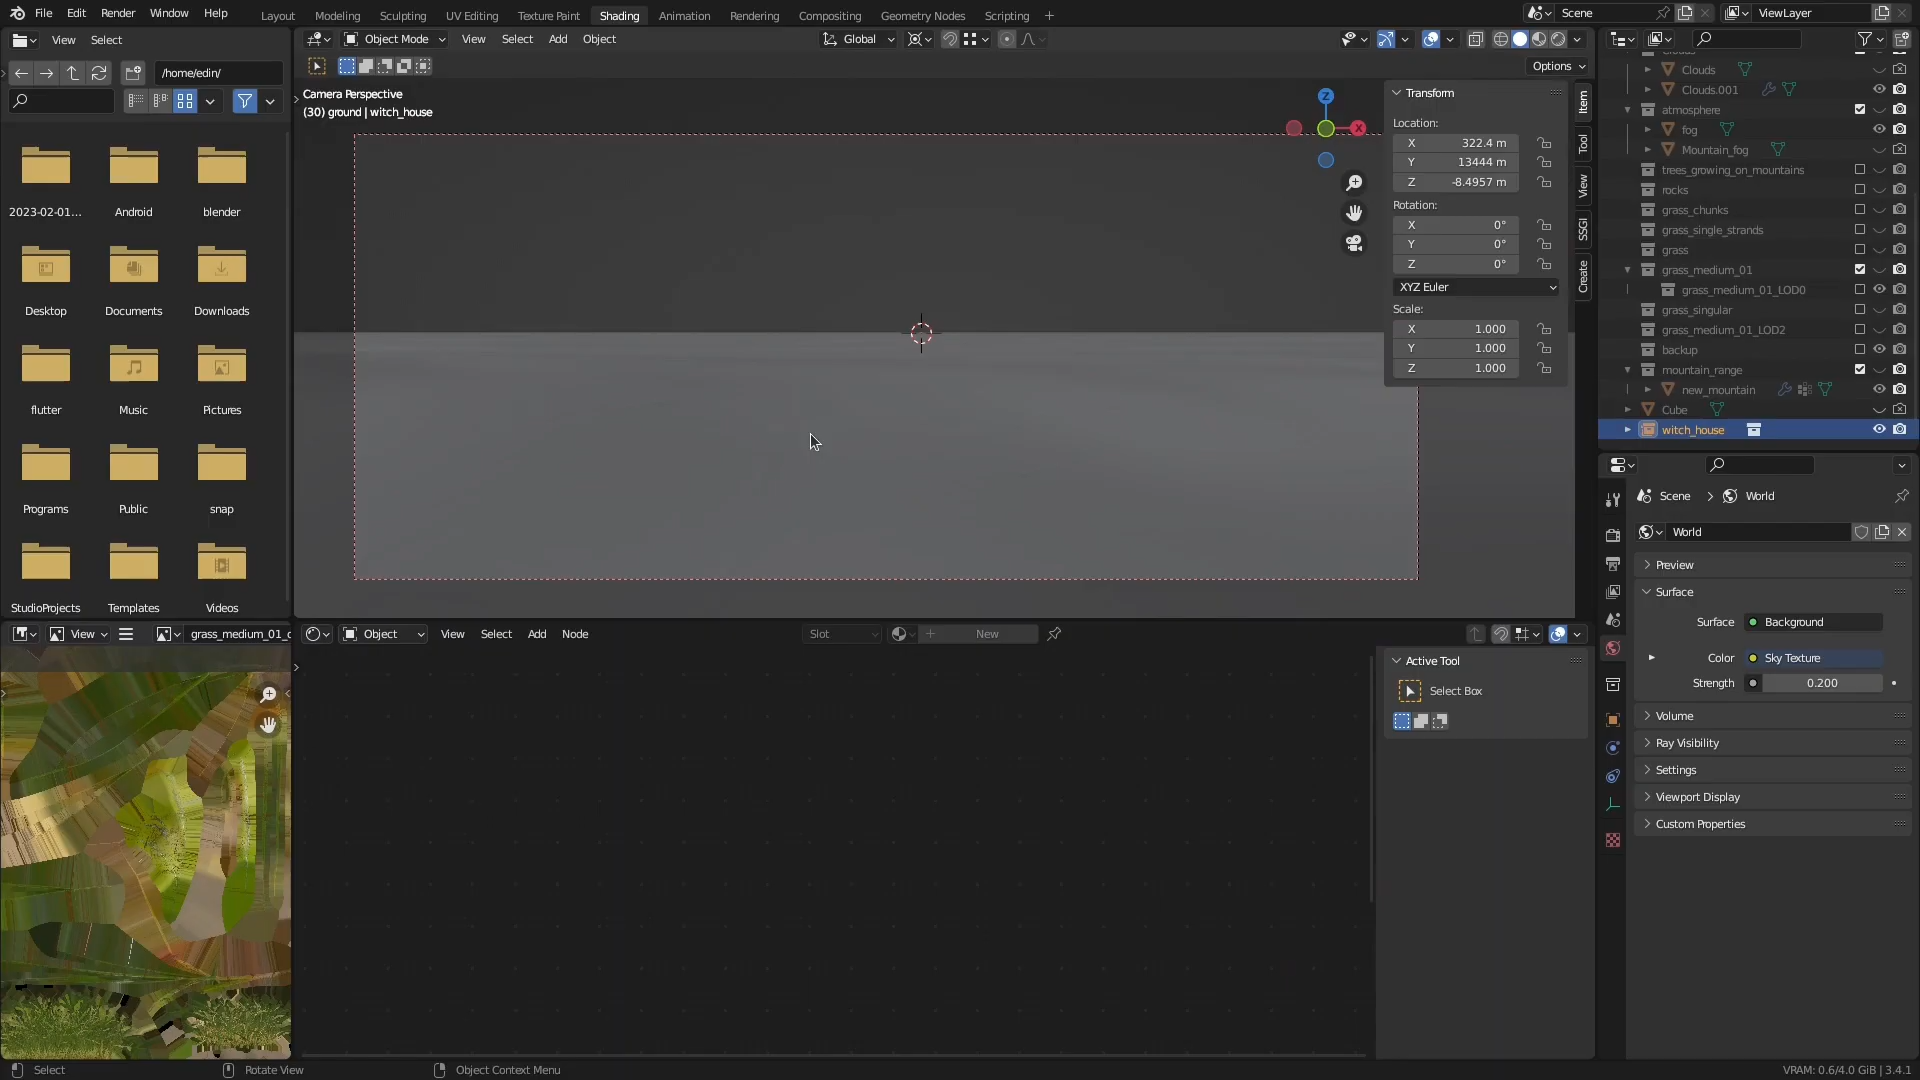 File Edit Render Window Help Layout Modeling Sculpting UV Editing Texture Paint Shading Animation Rendering Compositing Geometry Nodes Scripting + Scene ViewLayer
View Select
/home/edin/
2023-02-01... Android blender
Desktop Documents Downloads
flutter Music Pictures
Programs Public snap
StudioProjects Templates Videos
Object Mode View Select Add Object Global
Options
Camera Perspective
(30) ground | witch_house
Z
X
Transform
Location:
X 322.4 m
Y 13444 m
Z -8.4957 m
Rotation:
X 0°
Y 0°
Z 0°
XYZ Euler
Scale:
X 1.000
Y 1.000
Z 1.000
Item
Tool
View
SSGI
Create
Clouds
Clouds.001
atmosphere
fog
Mountain_fog
trees_growing_on_mountains
rocks
grass_chunks
grass_single_strands
grass
grass_medium_01
grass_medium_01_LOD0
grass_singular
grass_medium_01_LOD2
backup
mountain_range
new_mountain
Cube
witch_house
Scene > World
World
Preview
Surface
Surface Background
Color Sky Texture
Strength 0.200
Volume
Ray Visibility
Settings
Viewport Display
Custom Properties
View grass_medium_01_c
Object View Select Add Node Slot + New
Active Tool
Select Box
Select Rotate View Object Context Menu VRAM: 0.6/4.0 GiB | 3.4.1